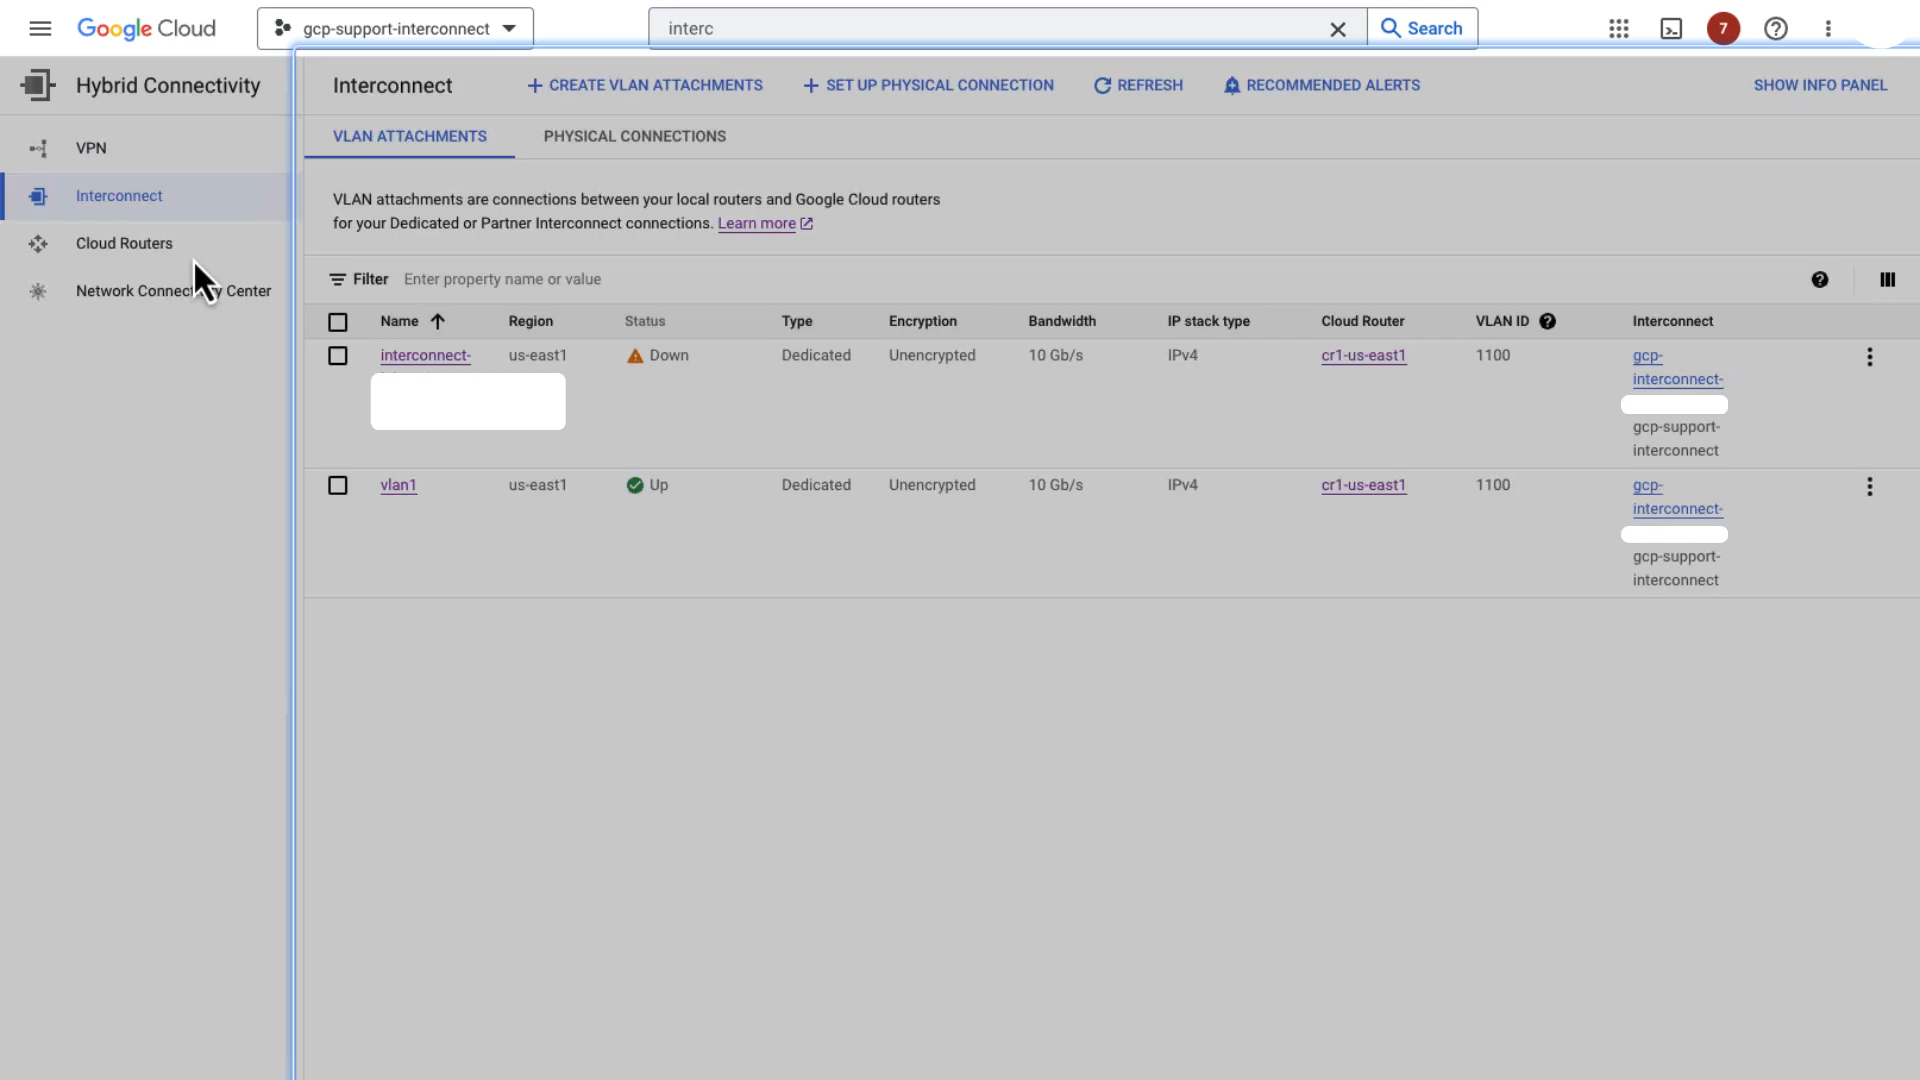 Google Cloud
gcp-support-interconnect
interc
Search
7
Hybrid Connectivity
VPN
Interconnect
Cloud Routers
Network Connec y Center
Interconnect
CREATE VLAN ATTACHMENTS
SET UP PHYSICAL CONNECTION
REFRESH
RECOMMENDED ALERTS
SHOW INFO PANEL
VLAN ATTACHMENTS
PHYSICAL CONNECTIONS
VLAN attachments are connections between your local routers and Google Cloud routers
for your Dedicated or Partner Interconnect connections. Learn more
Filter Enter property name or value
Name Region Status Type Encryption Bandwidth IP stack type Cloud Router VLAN ID Interconnect
interconnect- us-east1 Down Dedicated Unencrypted 10 Gb/s IPv4 cr1-us-east1 1100 gcp-
interconnect-
gcp-support-
interconnect
vlan1 us-east1 Up Dedicated Unencrypted 10 Gb/s IPv4 cr1-us-east1 1100 gcp-
interconnect-
gcp-support-
interconnect